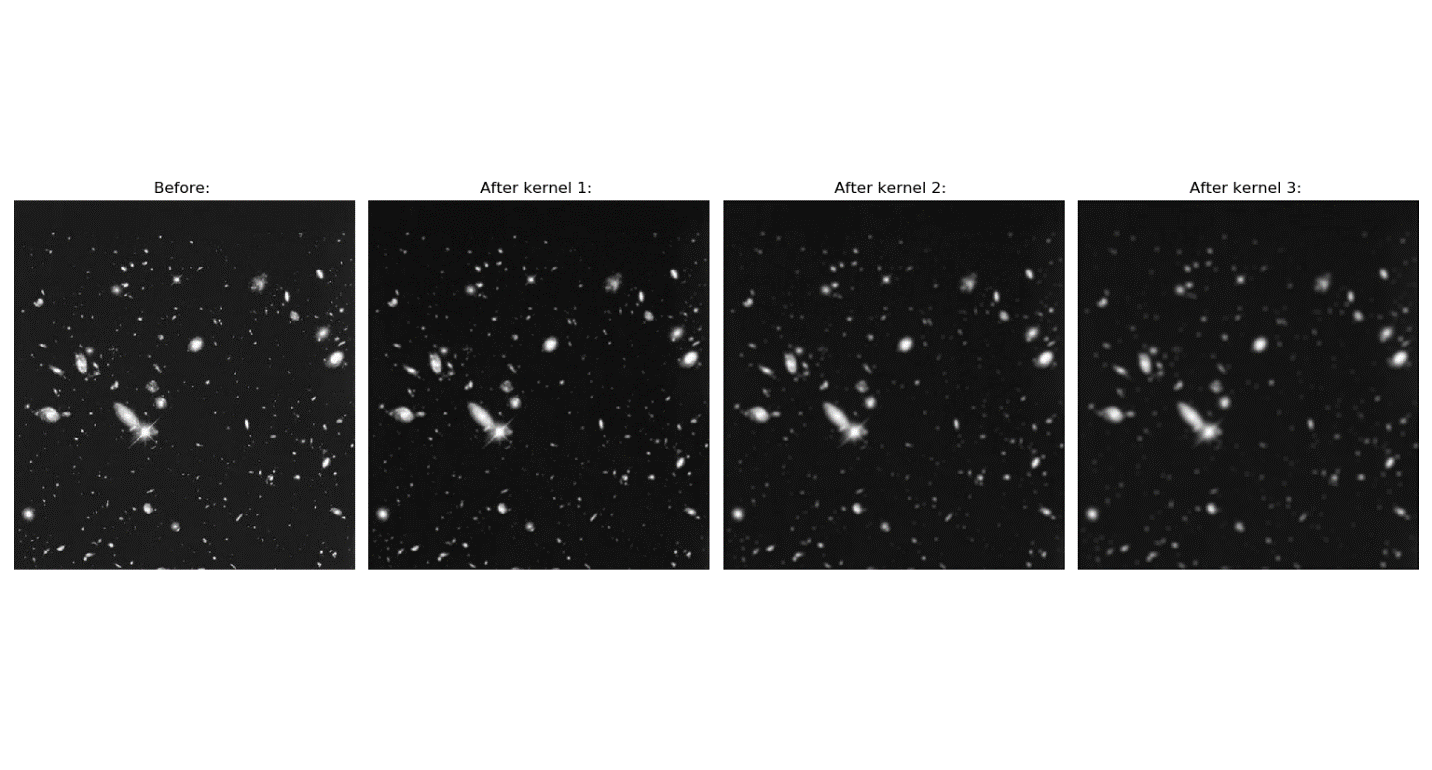 Before:
After kernel 1:
After kernel 2:
After kernel 3: